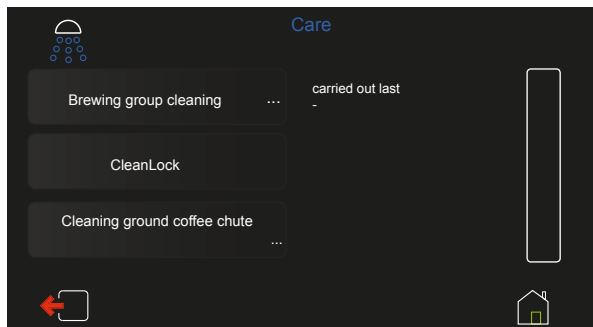 Care
Brewing group cleaning ...
carried out last
-
CleanLock
Cleaning ground coffee chute
...